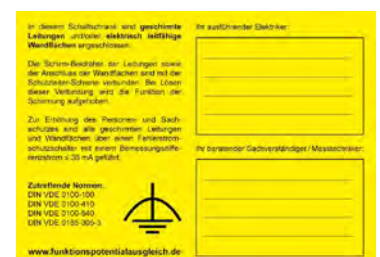 In diesem Schaltschrank sind geschirmte
Leitungen und/oder elektrisch leitfähige
Wandflächen angeschlossen.
Die Schirm-Beidrähte der Leitungen sowie
der Anschluss der Wandflächen sind mit der
Schutzleiter-Schiene verbunden. Bei Lösen
dieser Verbindung wird die Funktion der
Schirmung aufgehoben.
Zur Erhöhung des Personen- und Sach-
schutzes sind alle geschirmten Leitungen
und Wandflächen über einen Fehlerstrom-
schutzschalter mit einem Bemessungsdiffe-
renzstrom ≤ 30 mA geführt.
Zutreffende Normen:
DIN VDE 0100-100
DIN VDE 0100-410
DIN VDE 0100-540
DIN VDE 0185-305-3
www.funktionspotentialausgleich.de
Ihr ausführender Elektriker:
Ihr beratender Sachverständiger / Messtechniker: